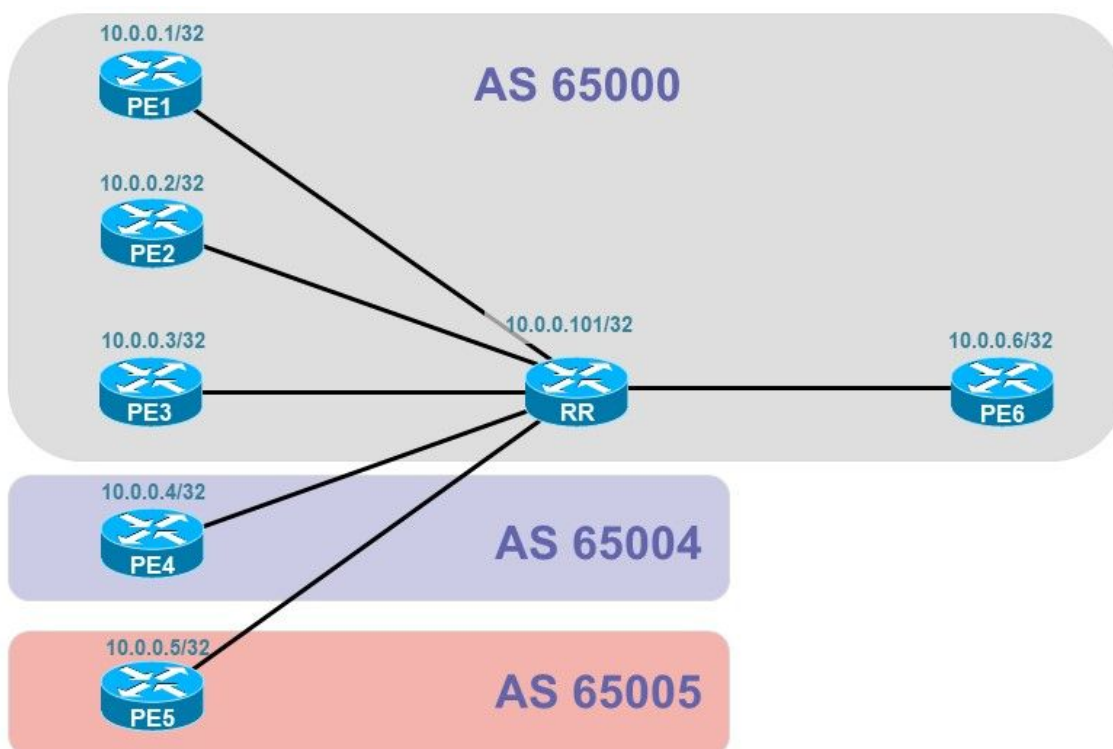 10.0.0.1/32
PE1
AS 65000
10.0.0.2/32
PE2
10.0.0.3/32
PE3
10.0.0.101/32
RR
10.0.0.6/32
PE6
10.0.0.4/32
PE4
AS 65004
10.0.0.5/32
PE5
AS 65005